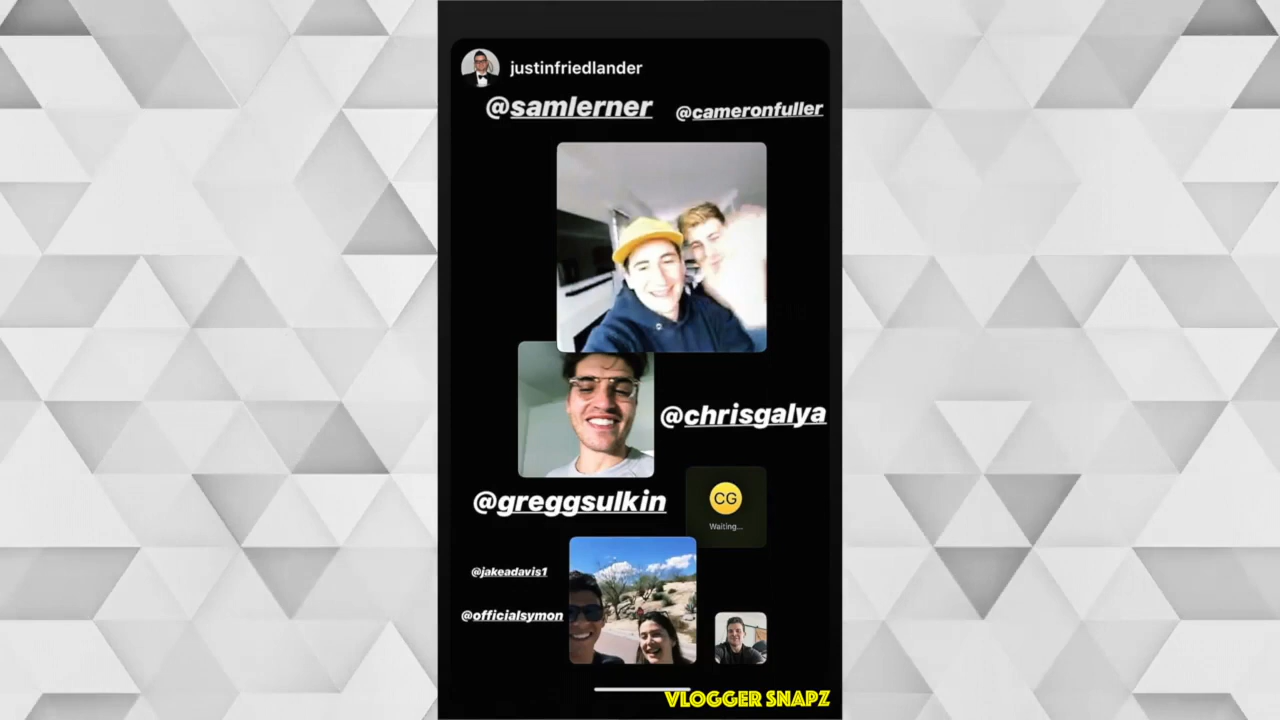 justinfriedlander
@samlerner @cameronfuller
@chrisgalya
@greggsulkin
CG
Waiting...
@jakeadavis1
@officialsymon
VLOGGER SNAPZ